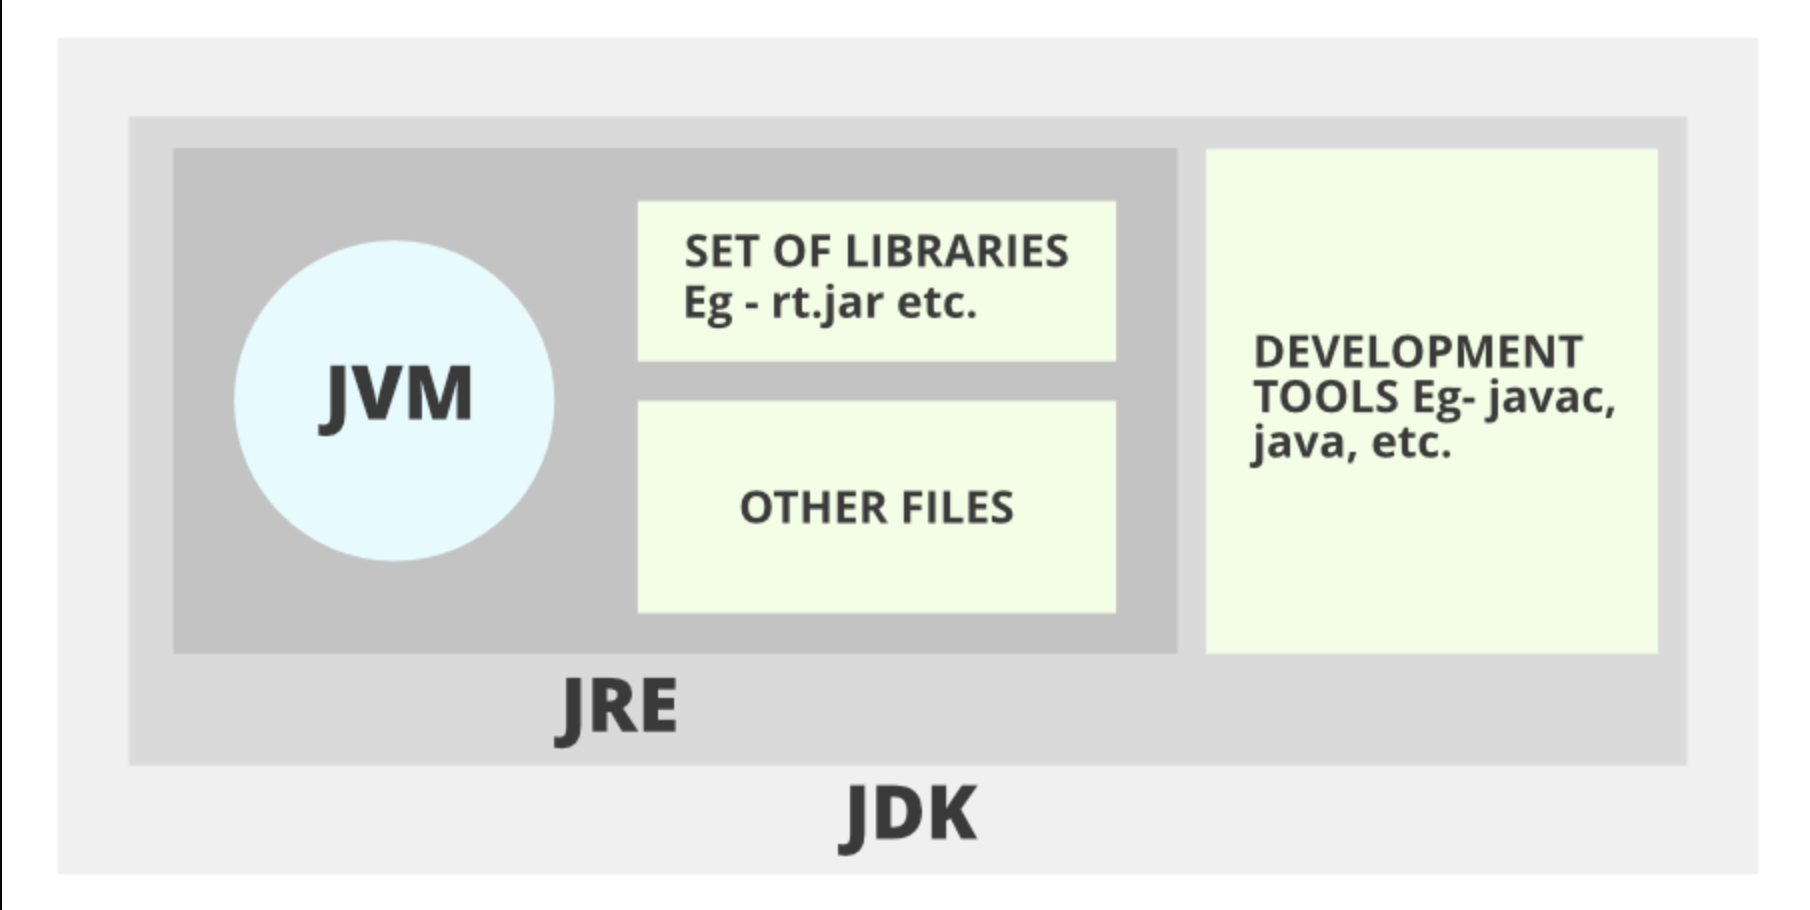 JVM
SET OF LIBRARIES
Eg - rt.jar etc.
OTHER FILES
DEVELOPMENT
TOOLS Eg- javac,
java, etc.
JRE
JDK